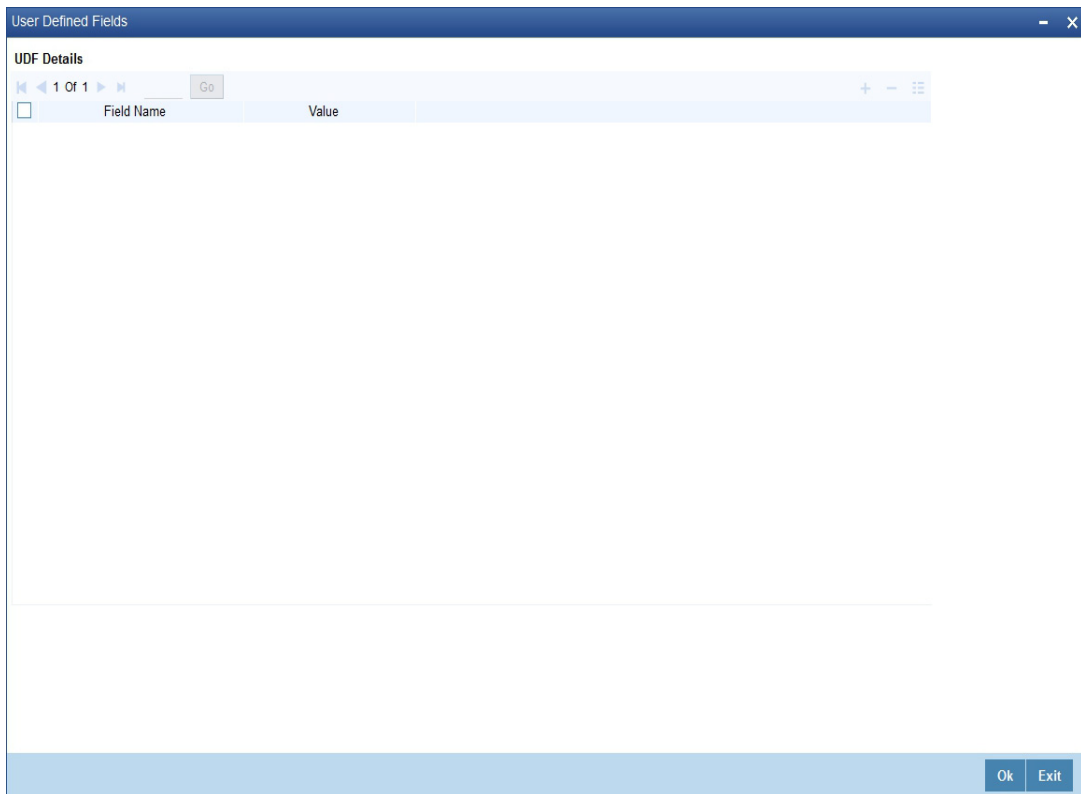 User Defined Fields
UDF Details
1 Of 1 Go
Field Name Value
Ok Exit